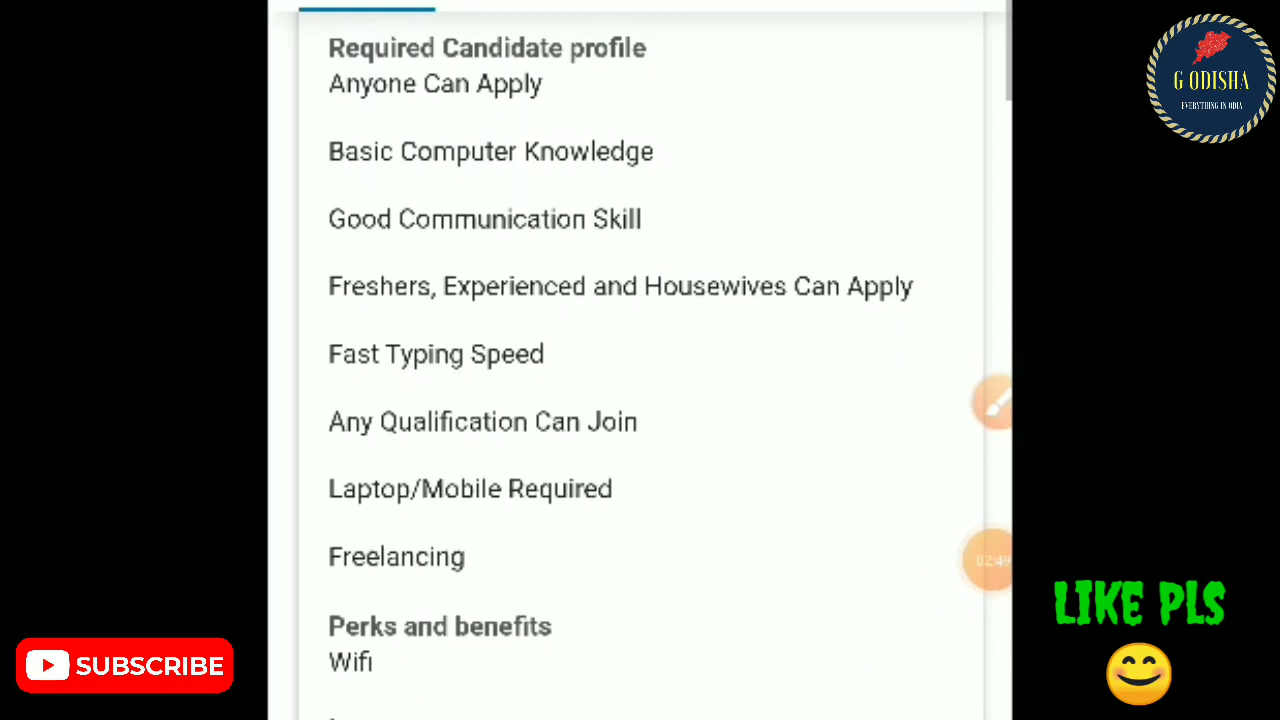 Required Candidate profile
Anyone Can Apply
Basic Computer Knowledge
Good Communication Skill
Freshers, Experienced and Housewives Can Apply
Fast Typing Speed
Any Qualification Can Join
Laptop/Mobile Required
Freelancing
Perks and benefits
Wifi
G ODISHA
EVERYTHING IN ODIA
02:49
LIKE PLS
SUBSCRIBE